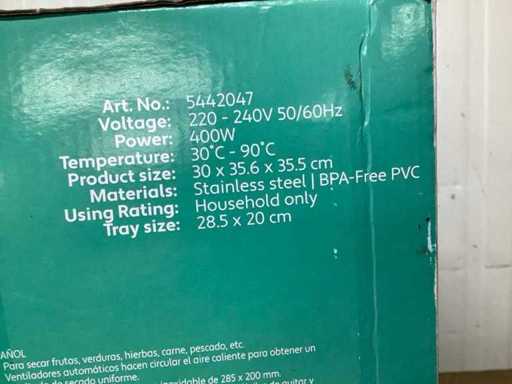 Art. No.: 5442047
Voltage: 220 - 240V 50/60Hz
Power: 400W
Temperature: 30°C - 90°C
Product size: 30 x 35.6 x 35.5 cm
Materials: Stainless steel | BPA-Free PVC
Using Rating: Household only
Tray size: 28.5 x 20 cm
AÑOL
Para secar frutas, verduras, hierbas, carne, pescado, etc.
Ventiladores automáticos hacen circular el aire caliente para obtener un
de secado uniforme.
inoxidable de 285 x 200 mm.